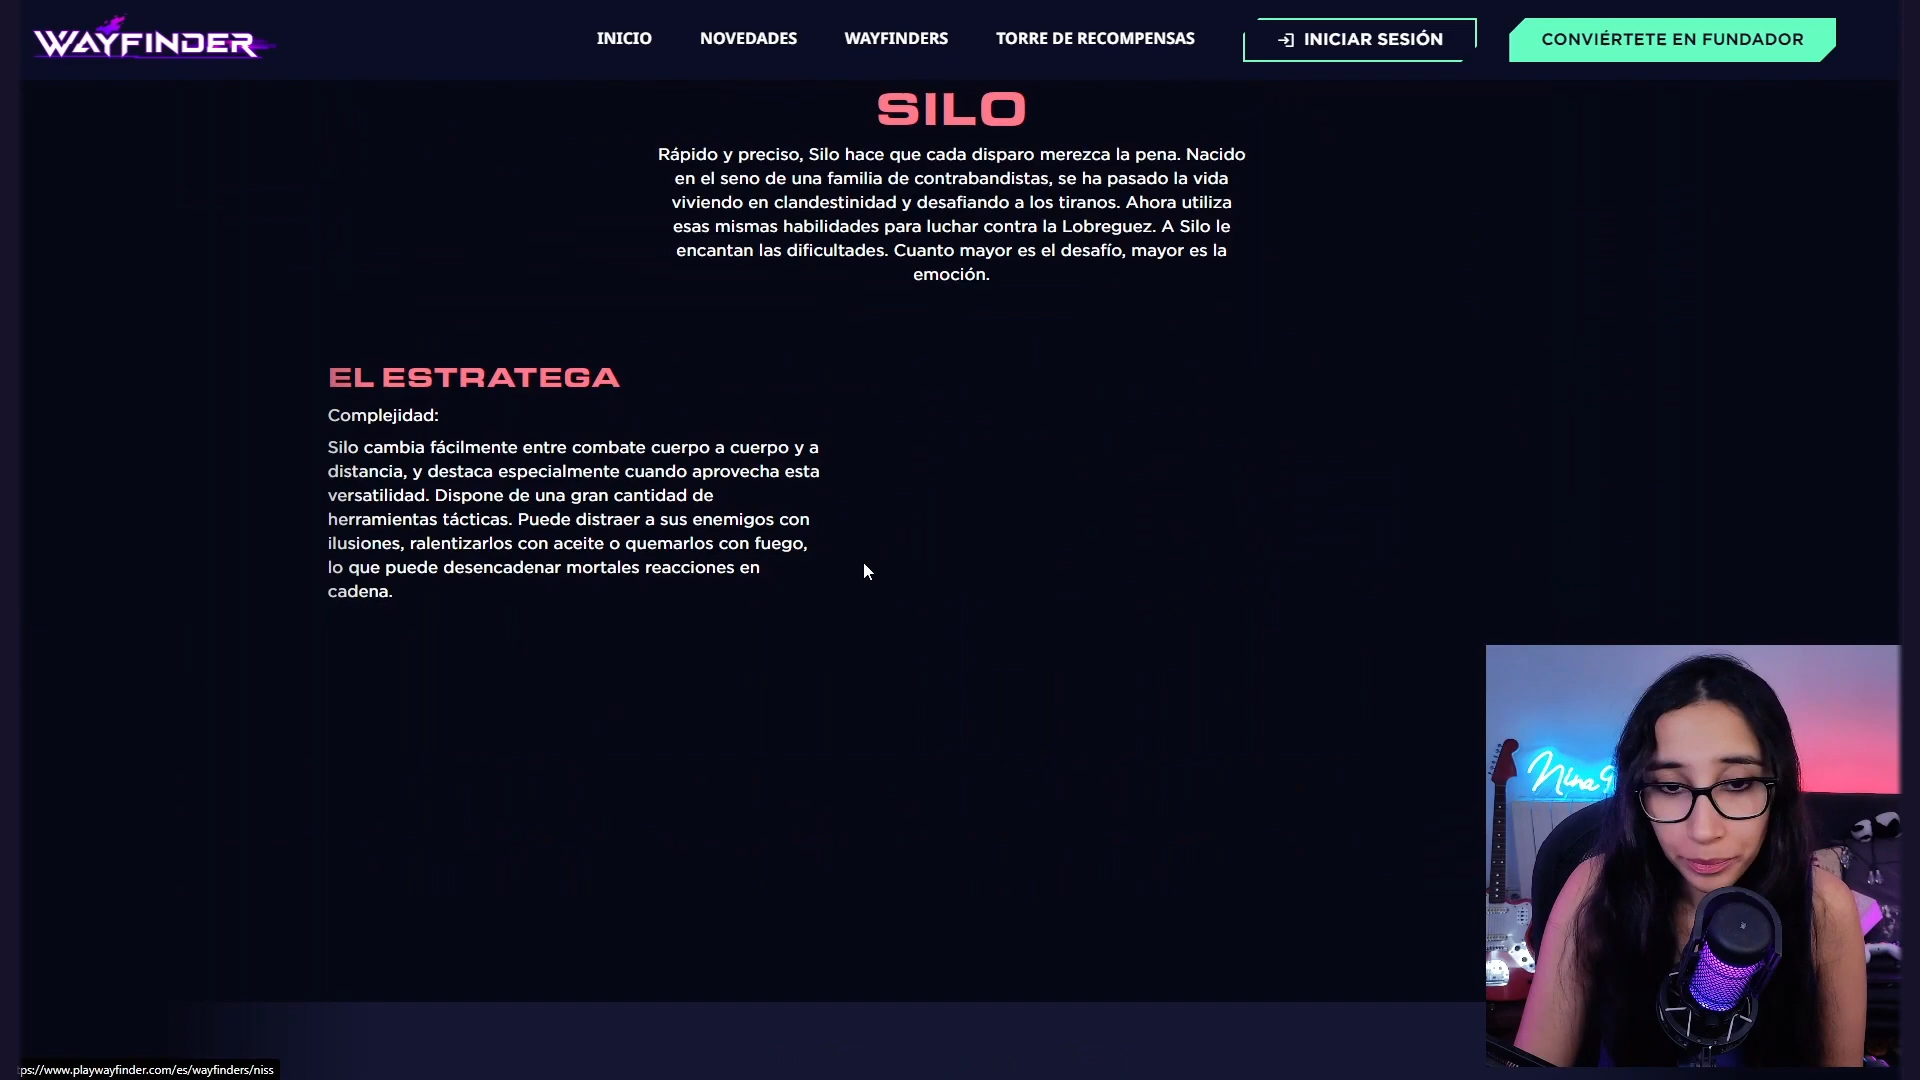 WAYFINDER
INICIO
NOVEDADES
WAYFINDERS
TORRE DE RECOMPENSAS
INICIAR SESIÓN
CONVIÉRTETE EN FUNDADOR
SILO
Rápido y preciso, Silo hace que cada disparo merezca la pena. Nacido
en el seno de una familia de contrabandistas, se ha pasado la vida
viviendo en clandestinidad y desafiando a los tiranos. Ahora utiliza
esas mismas habilidades para luchar contra la Lobreguez. A Silo le
encantan las dificultades. Cuanto mayor es el desafío, mayor es la
emoción.
EL ESTRATEGA
Complejidad:
Silo cambia fácilmente entre combate cuerpo a cuerpo y a
distancia, y destaca especialmente cuando aprovecha esta
versatilidad. Dispone de una gran cantidad de
herramientas tácticas. Puede distraer a sus enemigos con
ilusiones, ralentizarlos con aceite o quemarlos con fuego,
lo que puede desencadenar mortales reacciones en
cadena.
Nina
tps://www.playwayfinder.com/es/wayfinders/niss